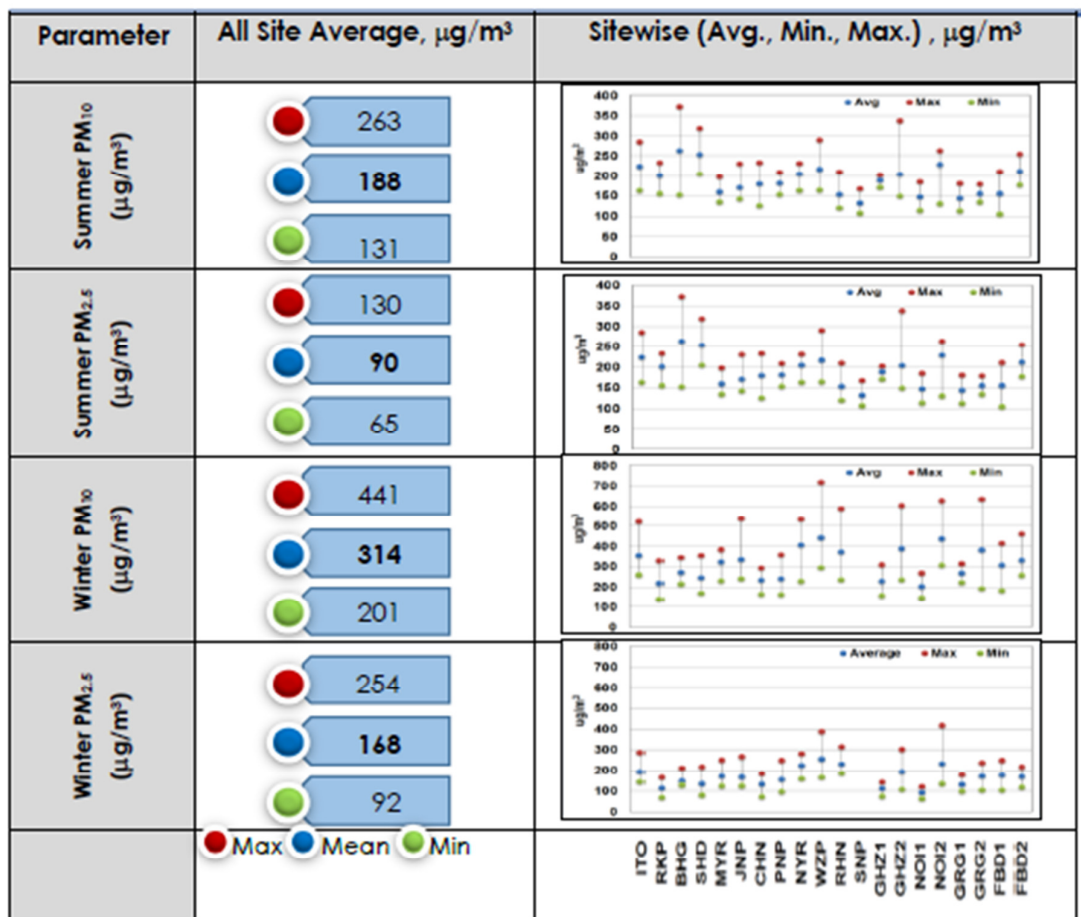 Parameter
All Site Average, µg/m³
Sitewise (Avg., Min., Max.) , µg/m³
Summer PM₁₀
(µg/m³)
263
188
131
ug/m³
Avg Max Min
400
350
300
250
200
150
100
50
0
Summer PM₂.₅
(µg/m³)
130
90
65
ug/m³
Avg Max Min
400
350
300
250
200
150
100
50
0
Winter PM₁₀
(µg/m³)
441
314
201
ug/m³
Avg Max Min
800
700
600
500
400
300
200
100
0
Winter PM₂.₅
(µg/m³)
254
168
92
ug/m³
Average Max Min
800
700
600
500
400
300
200
100
0
Max Mean Min
ITO
RKP
BHG
SHD
MYR
JNP
CHN
PNP
NYR
WZP
RHN
SNP
GHZ1
GHZ2
NOI1
NOI2
GRG1
GRG2
FBD1
FBD2